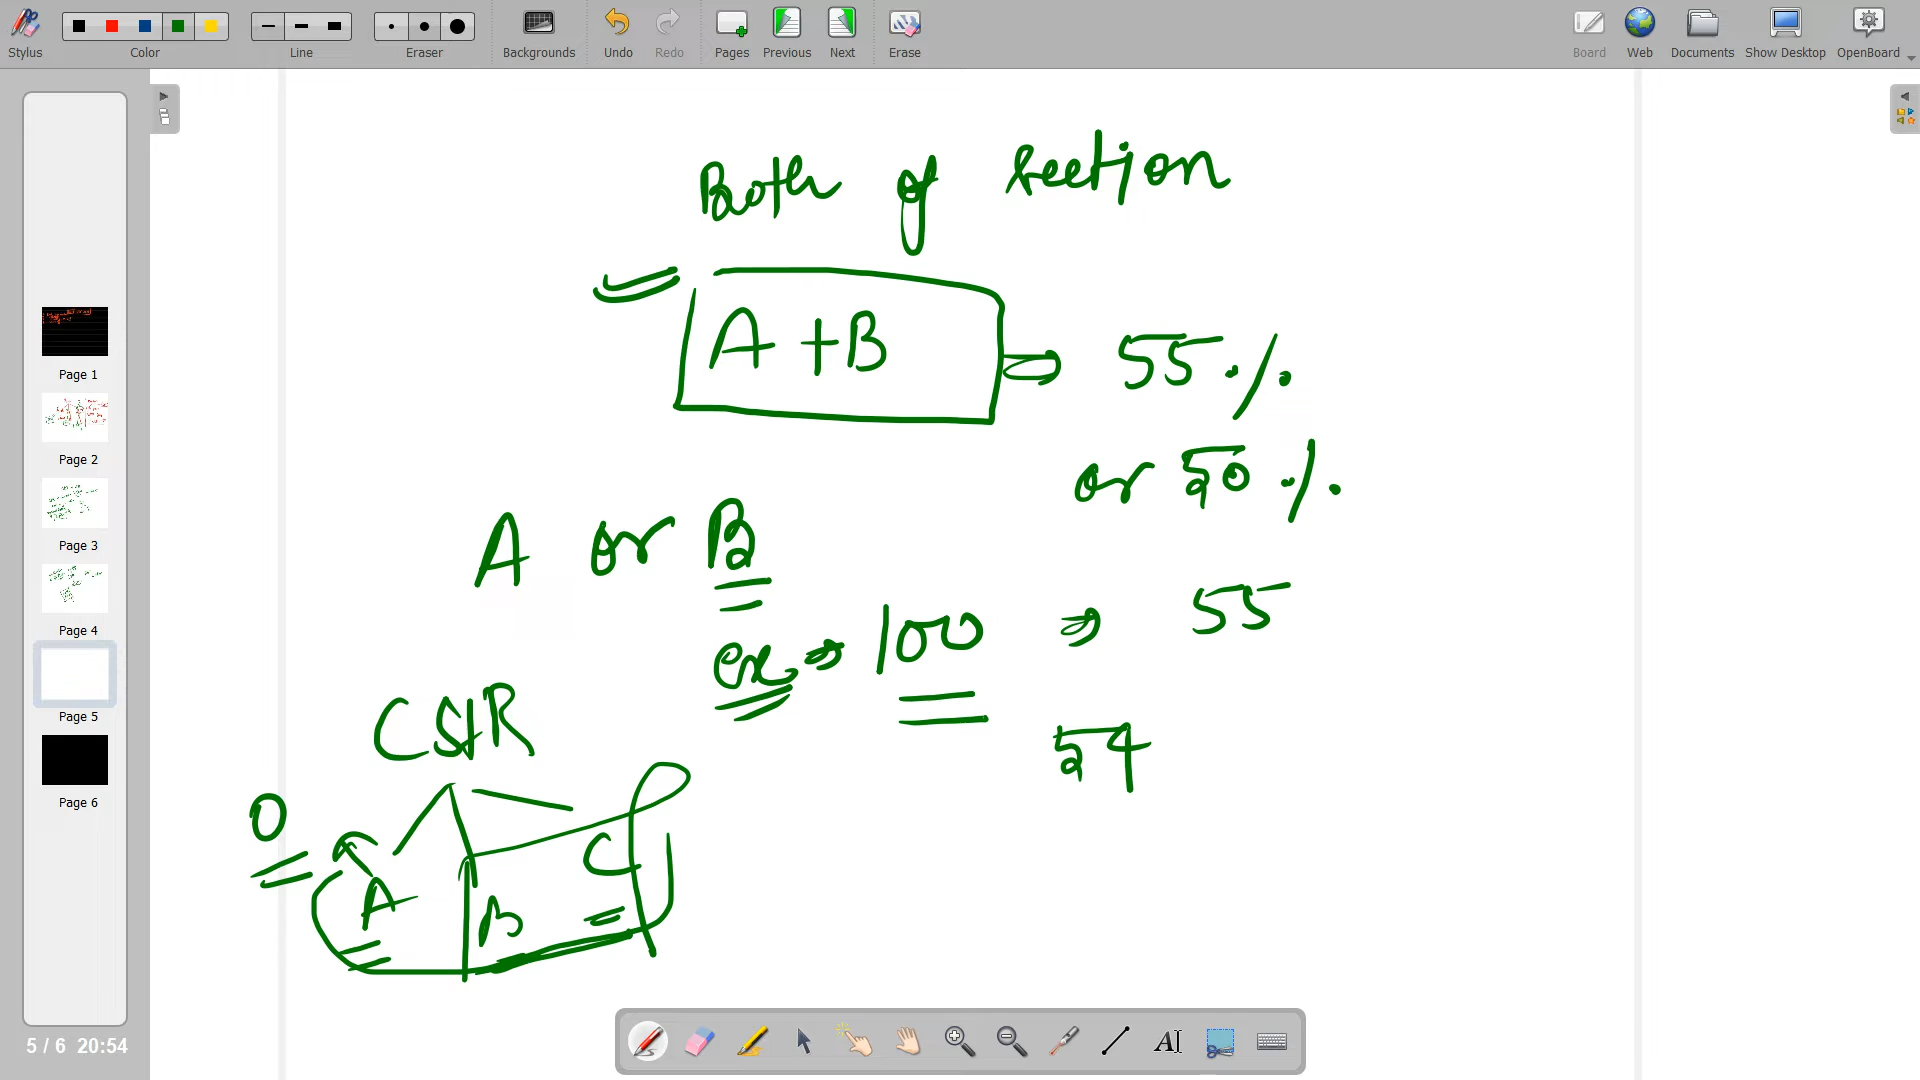 Stylus
Color
Line
Eraser
Backgrounds
Undo
Redo
Pages
Previous
Next
Erase
Board
Web
Documents
Show Desktop
OpenBoard
Page 1
Page 2
Page 3
Page 4
Page 5
Page 6
5 / 6 20:54
Both of section
A + B ⇒ 55 %
or 50 %
A or B
ex ⇒ 100 ⇒ 55
54
CSIR
0
A B C